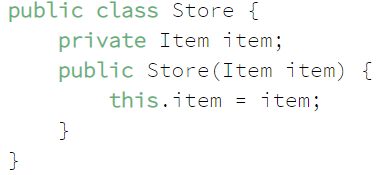 public class Store {
    private Item item;
    public Store(Item item) {
        this.item = item;
    }
}